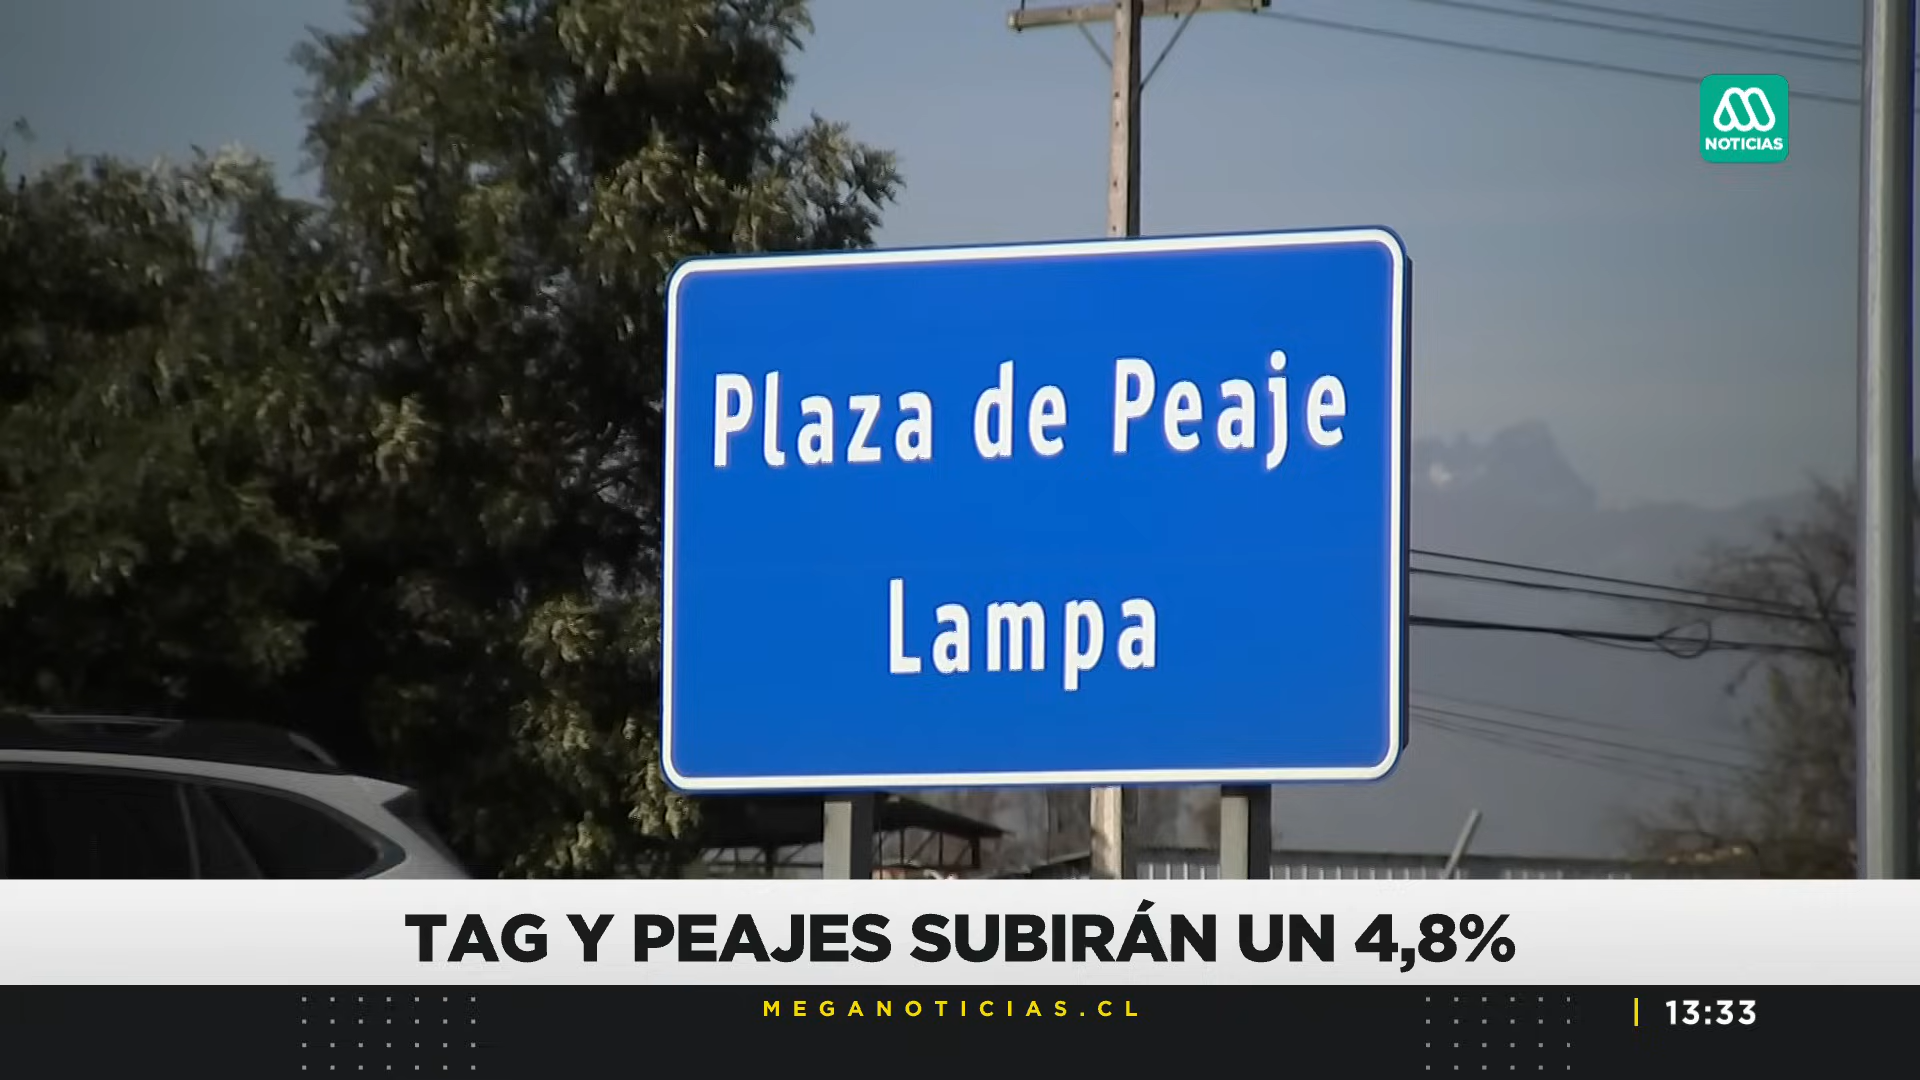 NOTICIAS
Plaza de Peaje
Lampa
TAG Y PEAJES SUBIRÁN UN 4,8%
MEGANOTICIAS.CL
13:33